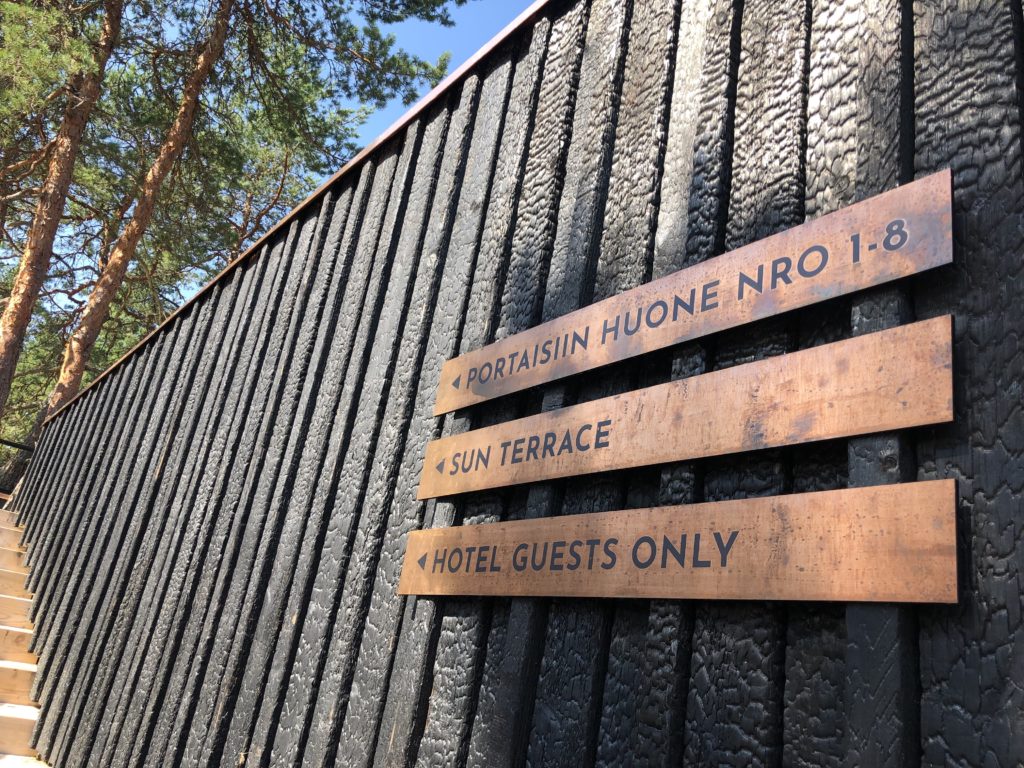 ◄ PORTAISIIN HUONE NRO 1-8
◄ SUN TERRACE
◄ HOTEL GUESTS ONLY